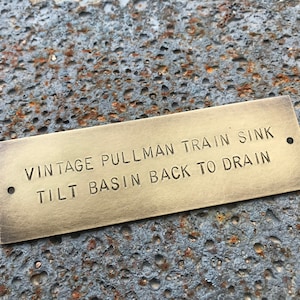 VINTAGE PULLMAN TRAIN SINK
TILT BASIN BACK TO DRAIN